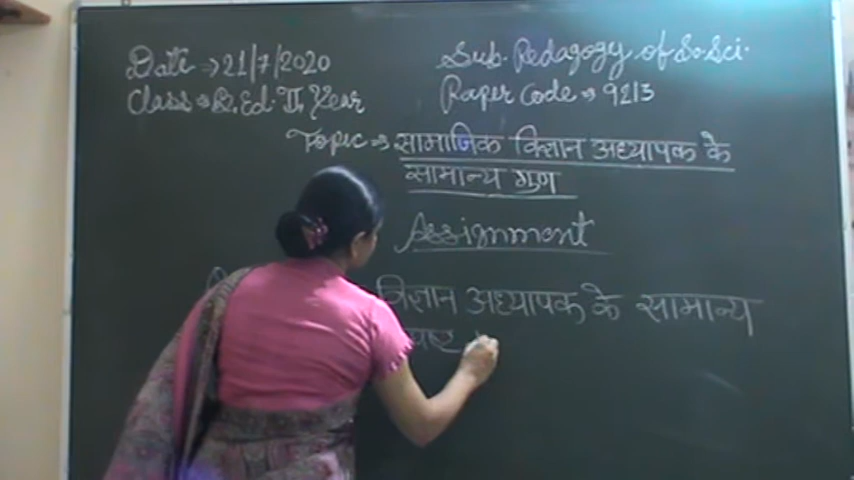 Date → 21/7/2020
Sub. Pedagogy of So. Sci.
Class → B. Ed. II Year
Paper Code → 9213
Topic → सामाजिक विज्ञान अध्यापक के
सामान्य गुण
Assignment
विज्ञान अध्यापक के सामान्य